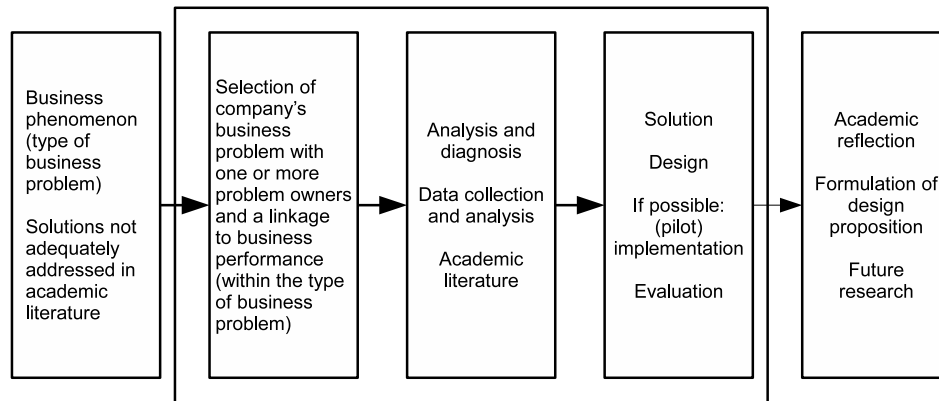 Business
phenomenon
(type of
business
problem)
Solutions not
adequately
addressed in
academic
literature
Selection of
company’s
business
problem with
one or more
problem owners
and a linkage
to business
performance
(within the type
of business
problem)
Analysis and
diagnosis
Data collection
and analysis
Academic
literature
Solution
Design
If possible:
(pilot)
implementation
Evaluation
Academic
reflection
Formulation of
design
proposition
Future
research